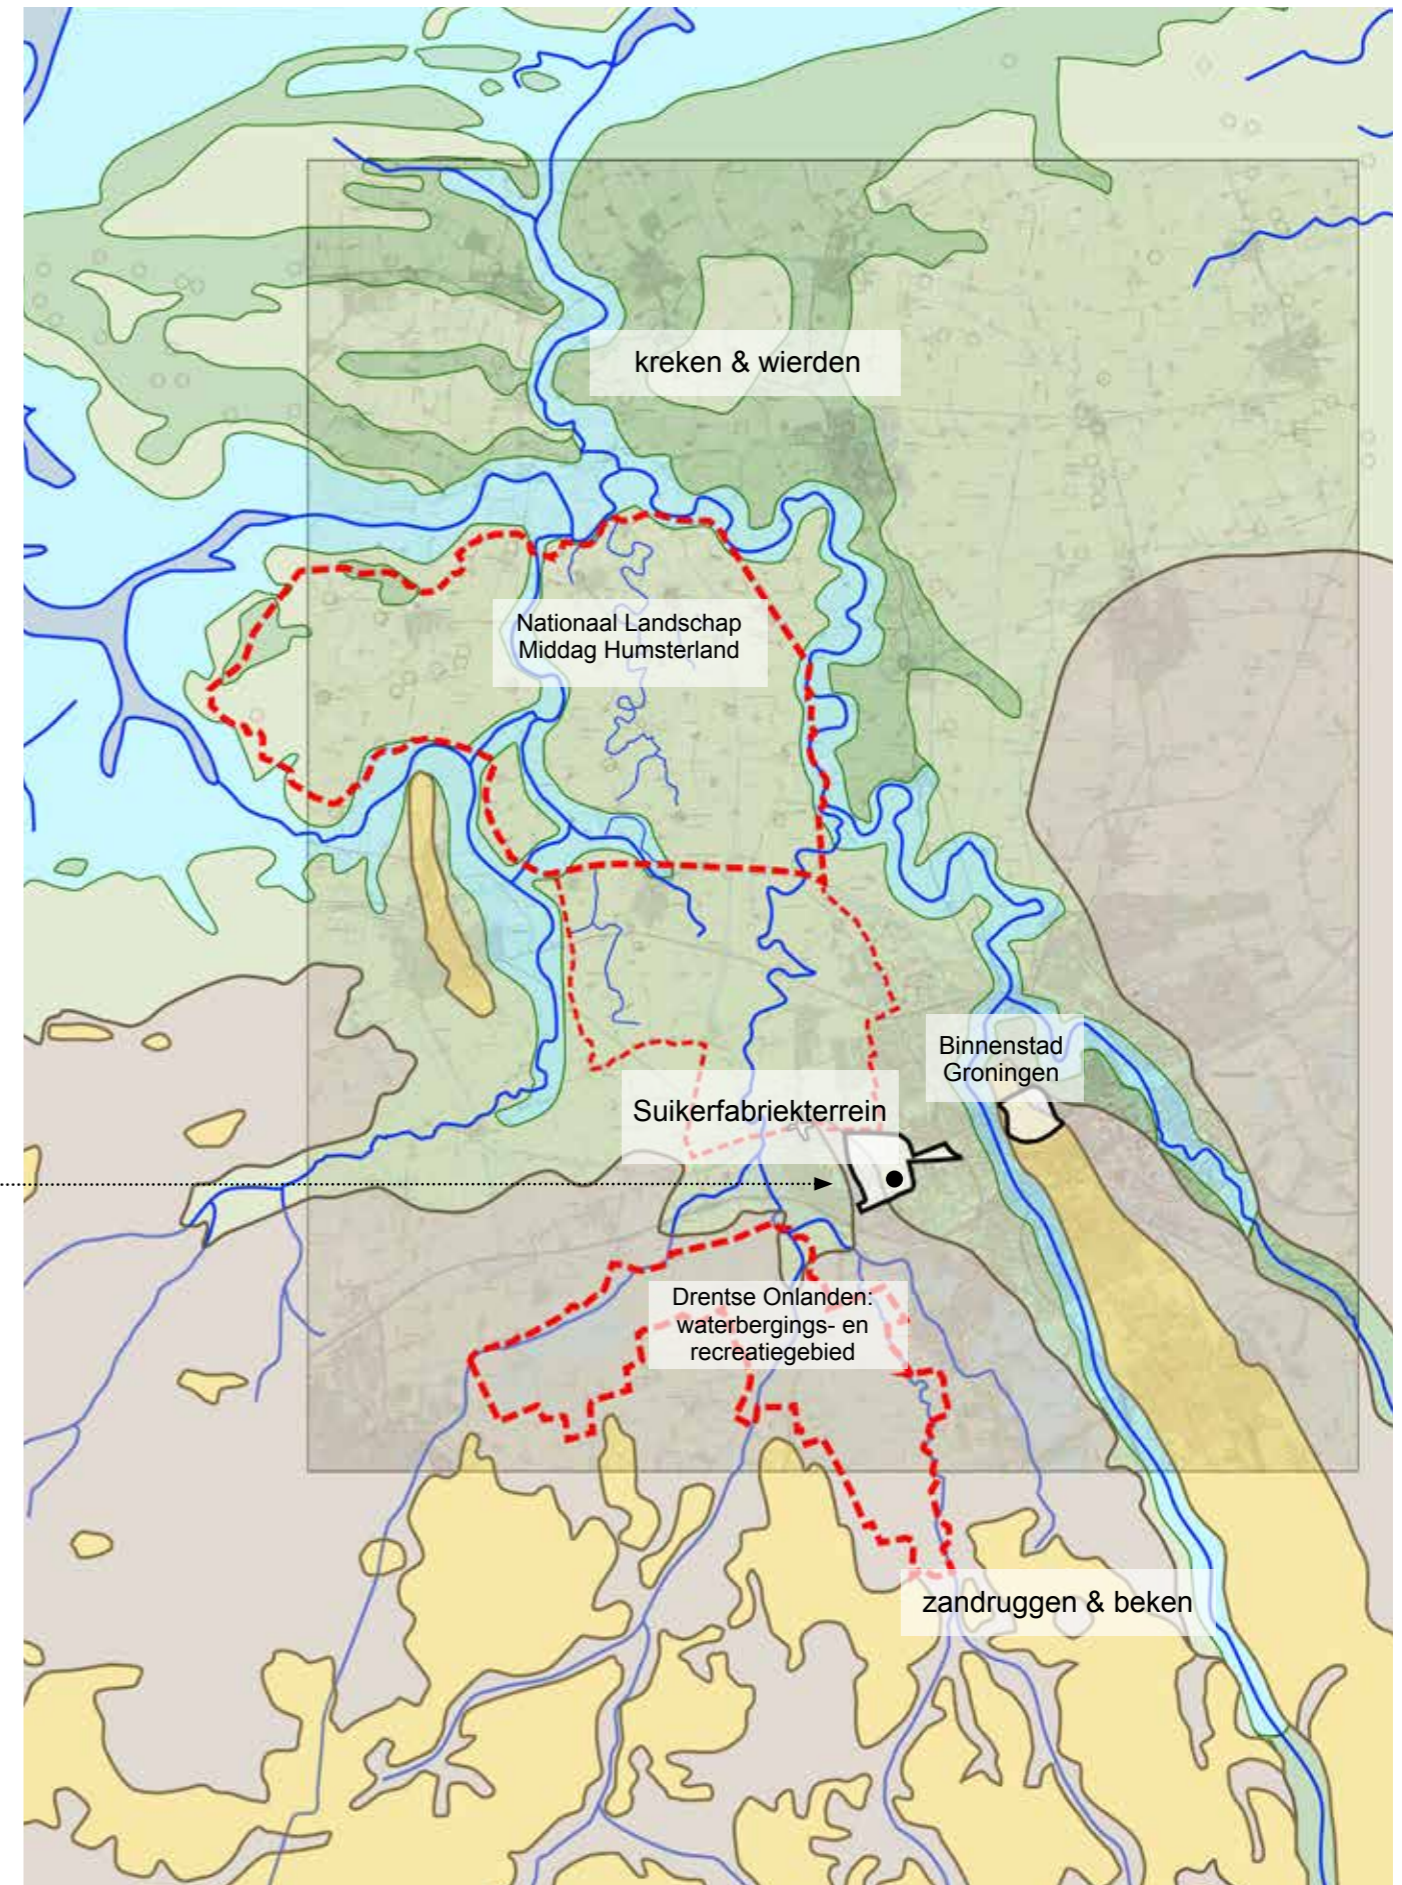 kreken & wierden
Nationaal Landschap
Middag Humsterland
Binnenstad
Groningen
Suikerfabriekterrein
Drentse Onlanden:
waterbergings- en
recreatiegebied
zandruggen & beken